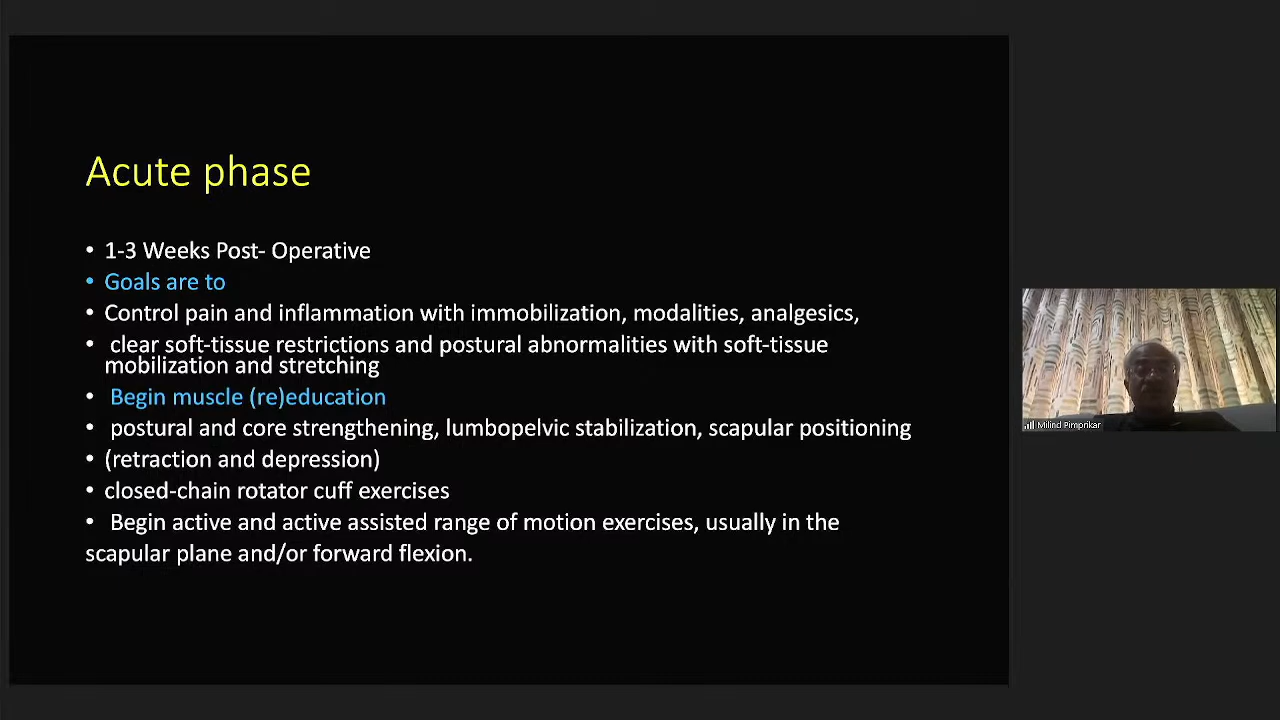 Acute phase
• 1-3 Weeks Post- Operative
• Goals are to
• Control pain and inflammation with immobilization, modalities, analgesics,
• clear soft-tissue restrictions and postural abnormalities with soft-tissue
mobilization and stretching
• Begin muscle (re)education
• postural and core strengthening, lumbopelvic stabilization, scapular positioning
• (retraction and depression)
• closed-chain rotator cuff exercises
• Begin active and active assisted range of motion exercises, usually in the
scapular plane and/or forward flexion.
Milind Pimprikar